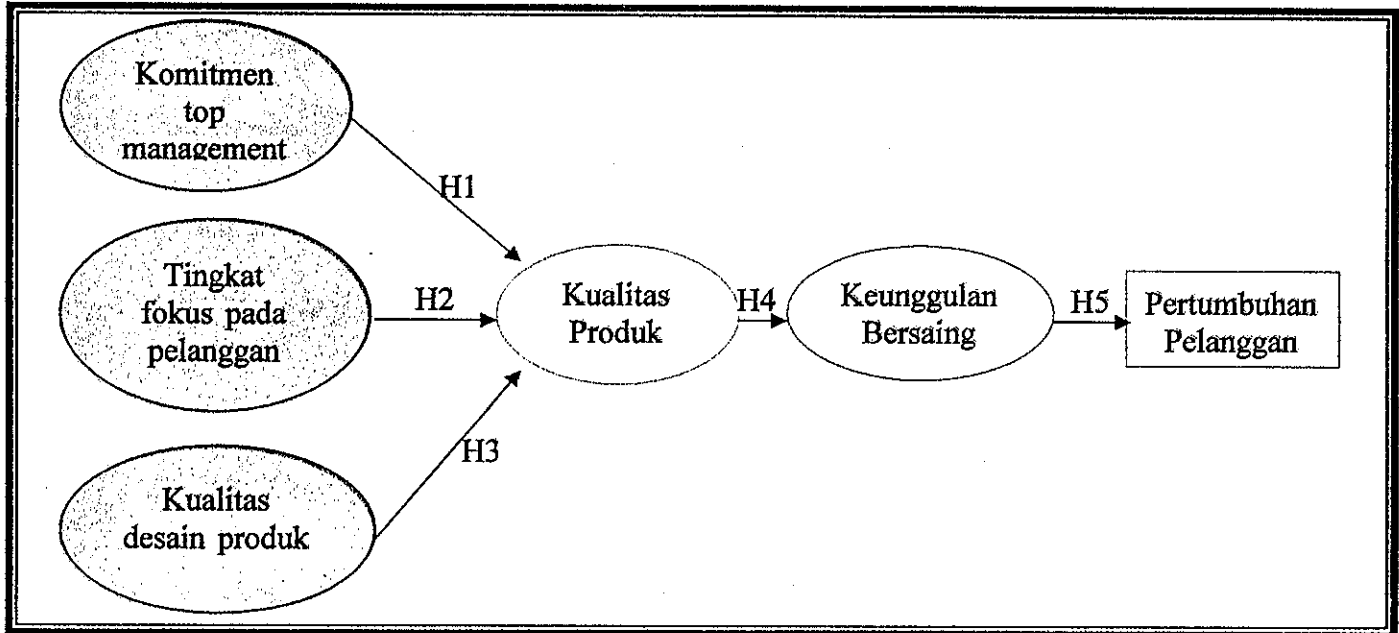 Komitmen
top
management
H1
Tingkat
fokus pada
pelanggan
H2
Kualitas
Produk
H4
Keunggulan
Bersaing
H5
Pertumbuhan
Pelanggan
H3
Kualitas
desain produk